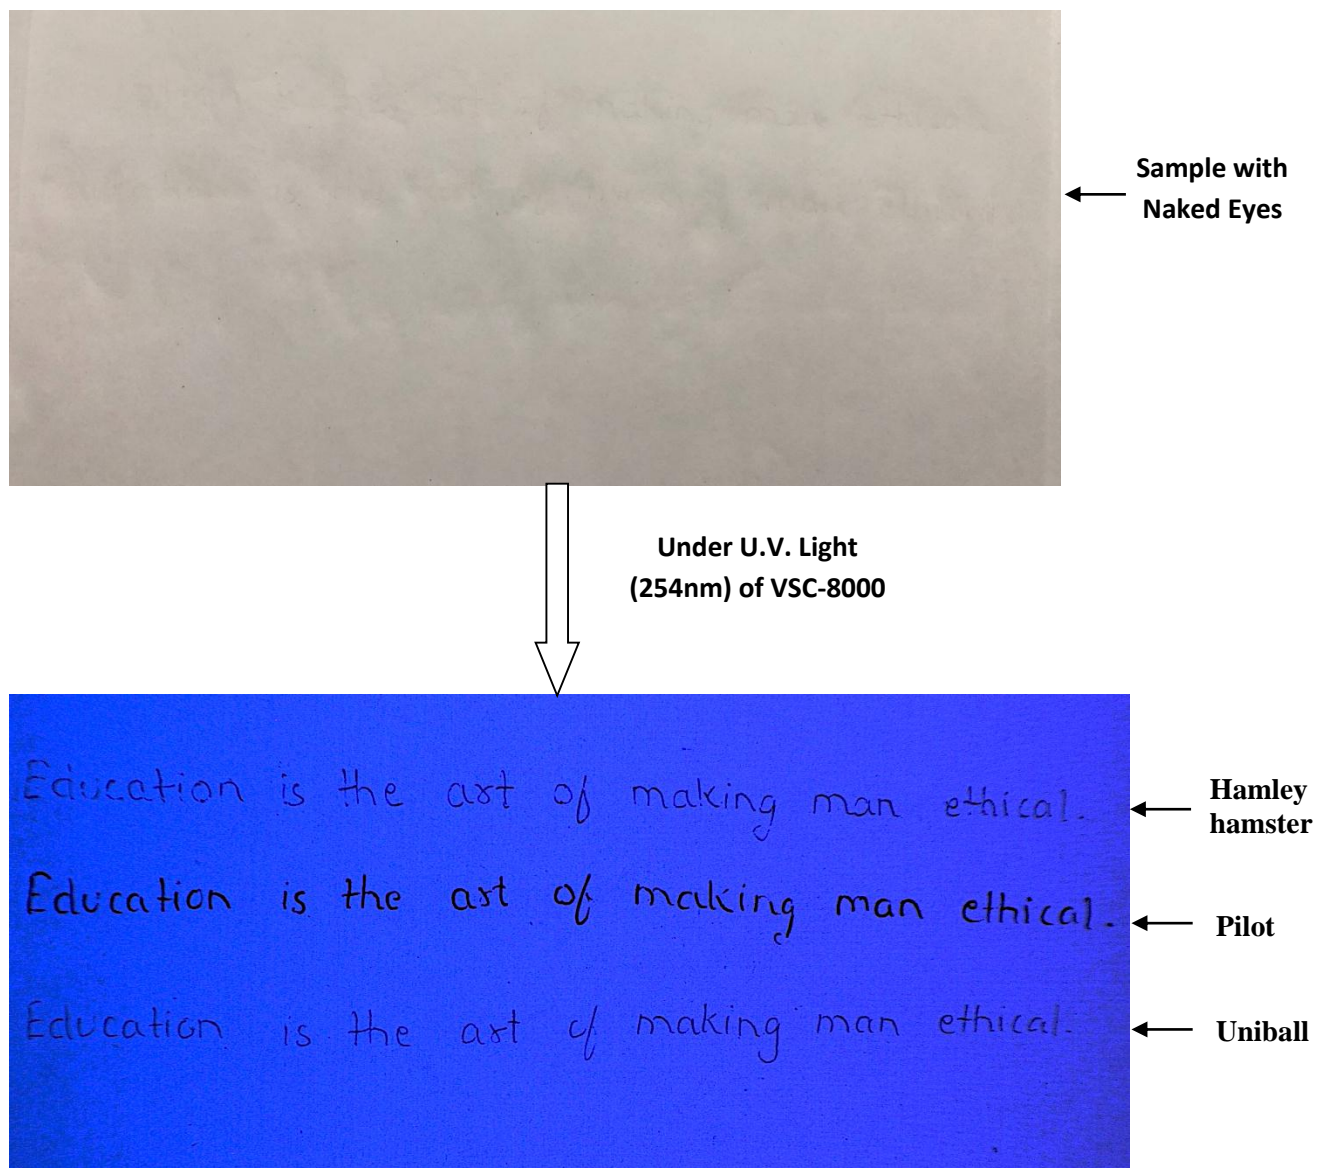 Sample with
Naked Eyes
Under U.V. Light
(254nm) of VSC-8000
Education is the art of making man ethical.
Hamley
hamster
Education is the art of making man ethical.
Pilot
Education is the art of making man ethical.
Uniball